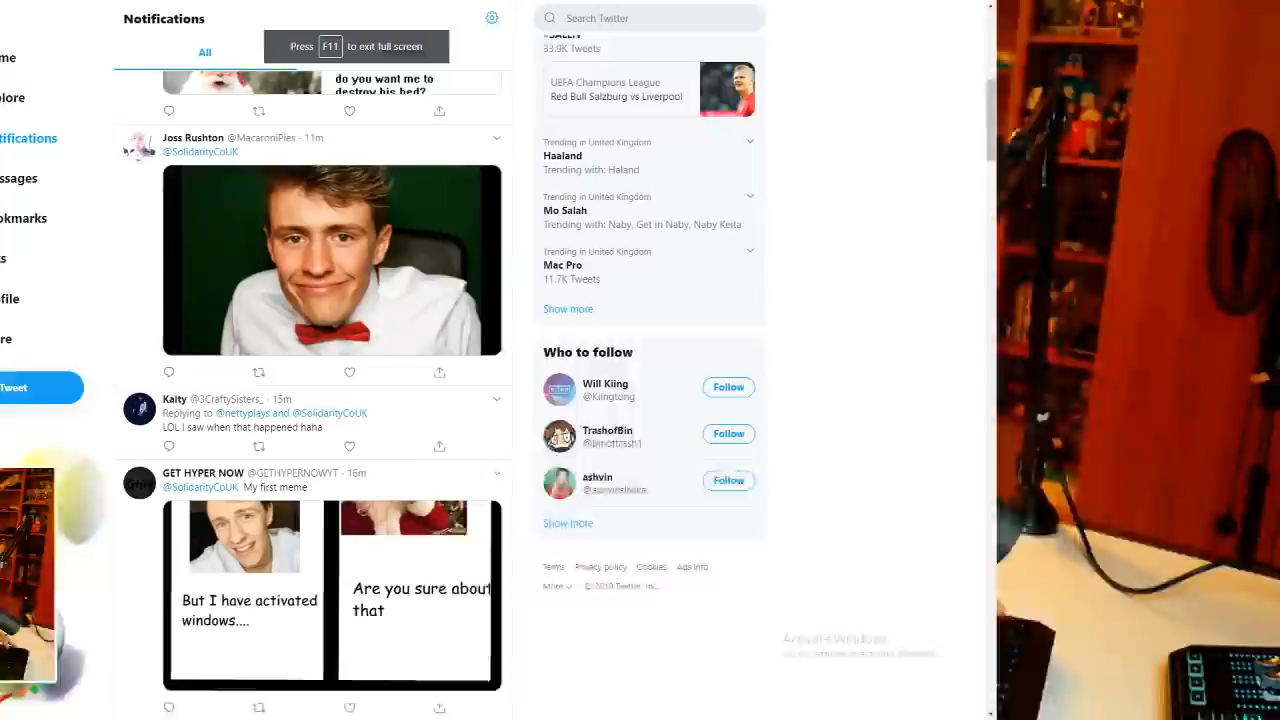 Notifications
All
Press F11 to exit full screen
me
lore
tifications
ssages
okmarks
s
file
re
Tweet
do you want me to
destroy his bed?
Joss Rushton @MacaroniPies · 11m
@SolidarityCoUK
Kaity @3CraftySisters_ · 15m
Replying to @nettyplays and @SolidarityCoUK
LOL I saw when that happened haha
GET HYPER NOW @GETHYPERNOWYT · 16m
@SolidarityCoUK My first meme
But I have activated
windows....
Are you sure about
that
Search Twitter
33.9K Tweets
UEFA Champions League
Red Bull Salzburg vs Liverpool
Trending in United Kingdom
Haaland
Trending with: Haland
Trending in United Kingdom
Mo Salah
Trending with: Naby, Get in Naby, Naby Keita
Trending in United Kingdom
Mac Pro
11.7K Tweets
Show more
Who to follow
Will Kiing
@Kiingtong
Follow
TrashofBin
Follow
ashvin
Follow
Show more
Terms Privacy policy Cookies Ads info
More © 2019 Twitter, Inc.
Activate Windows